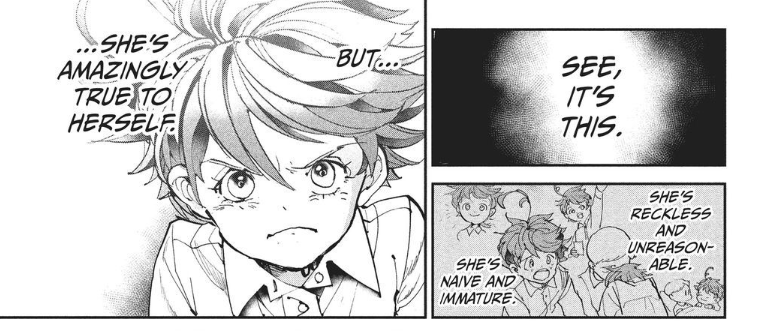 SEE,
IT'S
THIS.
SHE'S
RECKLESS
AND
UNREASON-
ABLE.
SHE'S
NAIVE AND
IMMATURE.
BUT...
...SHE'S
AMAZINGLY
TRUE TO
HERSELF.